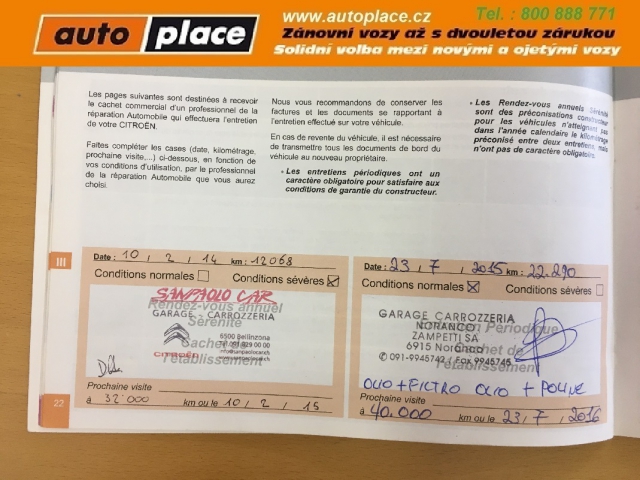 auto place
www.autoplace.cz
Tel. : 800 888 771
Zánovní vozy až s dvouletou zárukou
Solidní volba mezi novými a ojetými vozy
Les pages suivantes sont destinées à recevoir
le cachet commercial d'un professionnel de la
réparation Automobile qui effectuera l'entretien
de votre CITROËN.
Faites compléter les cases (date, kilométrage,
prochaine visite,...) ci-dessous, en fonction de
vos conditions d'utilisation, par le professionnel
de la réparation Automobile que vous aurez
choisi.
Nous vous recommandons de conserver les
factures et les documents se rapportant à
l'entretien effectué sur votre véhicule.
En cas de revente du véhicule, il est nécessaire
de transmettre tous les documents de bord du
véhicule au nouveau propriétaire.
• Les entretiens périodiques ont un
caractère obligatoire pour satisfaire aux
conditions de garantie du constructeur.
• Les Rendez-vous annuels Sérénité
sont des préconisations constructeur
pour les véhicules n'atteignant pas
dans l'année calendaire le kilométrage
préconisé entre deux entretiens, mais
n'ont pas de caractère obligatoire.
III
Date : 10 / 2 / 14 km : 12068
Conditions normales Conditions sévères
SANPAOLO CAR
Rendez-vous annuel
GARAGE CARROZZERIA
Sérénité
6500 Bellinzona
Cachet de
CITROËN
l'établissement
Prochaine visite
à 32'000 km ou le 10 / 2 / 15
Date : 23 / 7 / 2015 km : 22.290
Conditions normales Conditions sévères
GARAGE CARROZZERIA
NORANCO
Périodique
ZAMPETTI SA
6915 Noranco
Cachet de
✆ 091-9945742 / Fax 9945745
l'établissement
OLIO + FILTRO OLIO + POLLINE
Prochaine visite
à 40.000 km ou le 23 / 7 / 2016
22